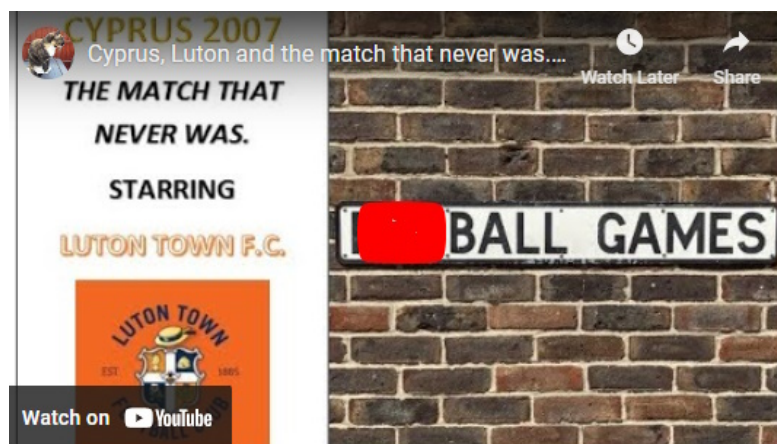 CYPRUS 2007
Cyprus, Luton and the match that never was....
Watch Later
Share
THE MATCH THAT
NEVER WAS.
STARRING
LUTON TOWN F.C.
BALL GAMES
LUTON TOWN
EST 1885
Watch on YouTube